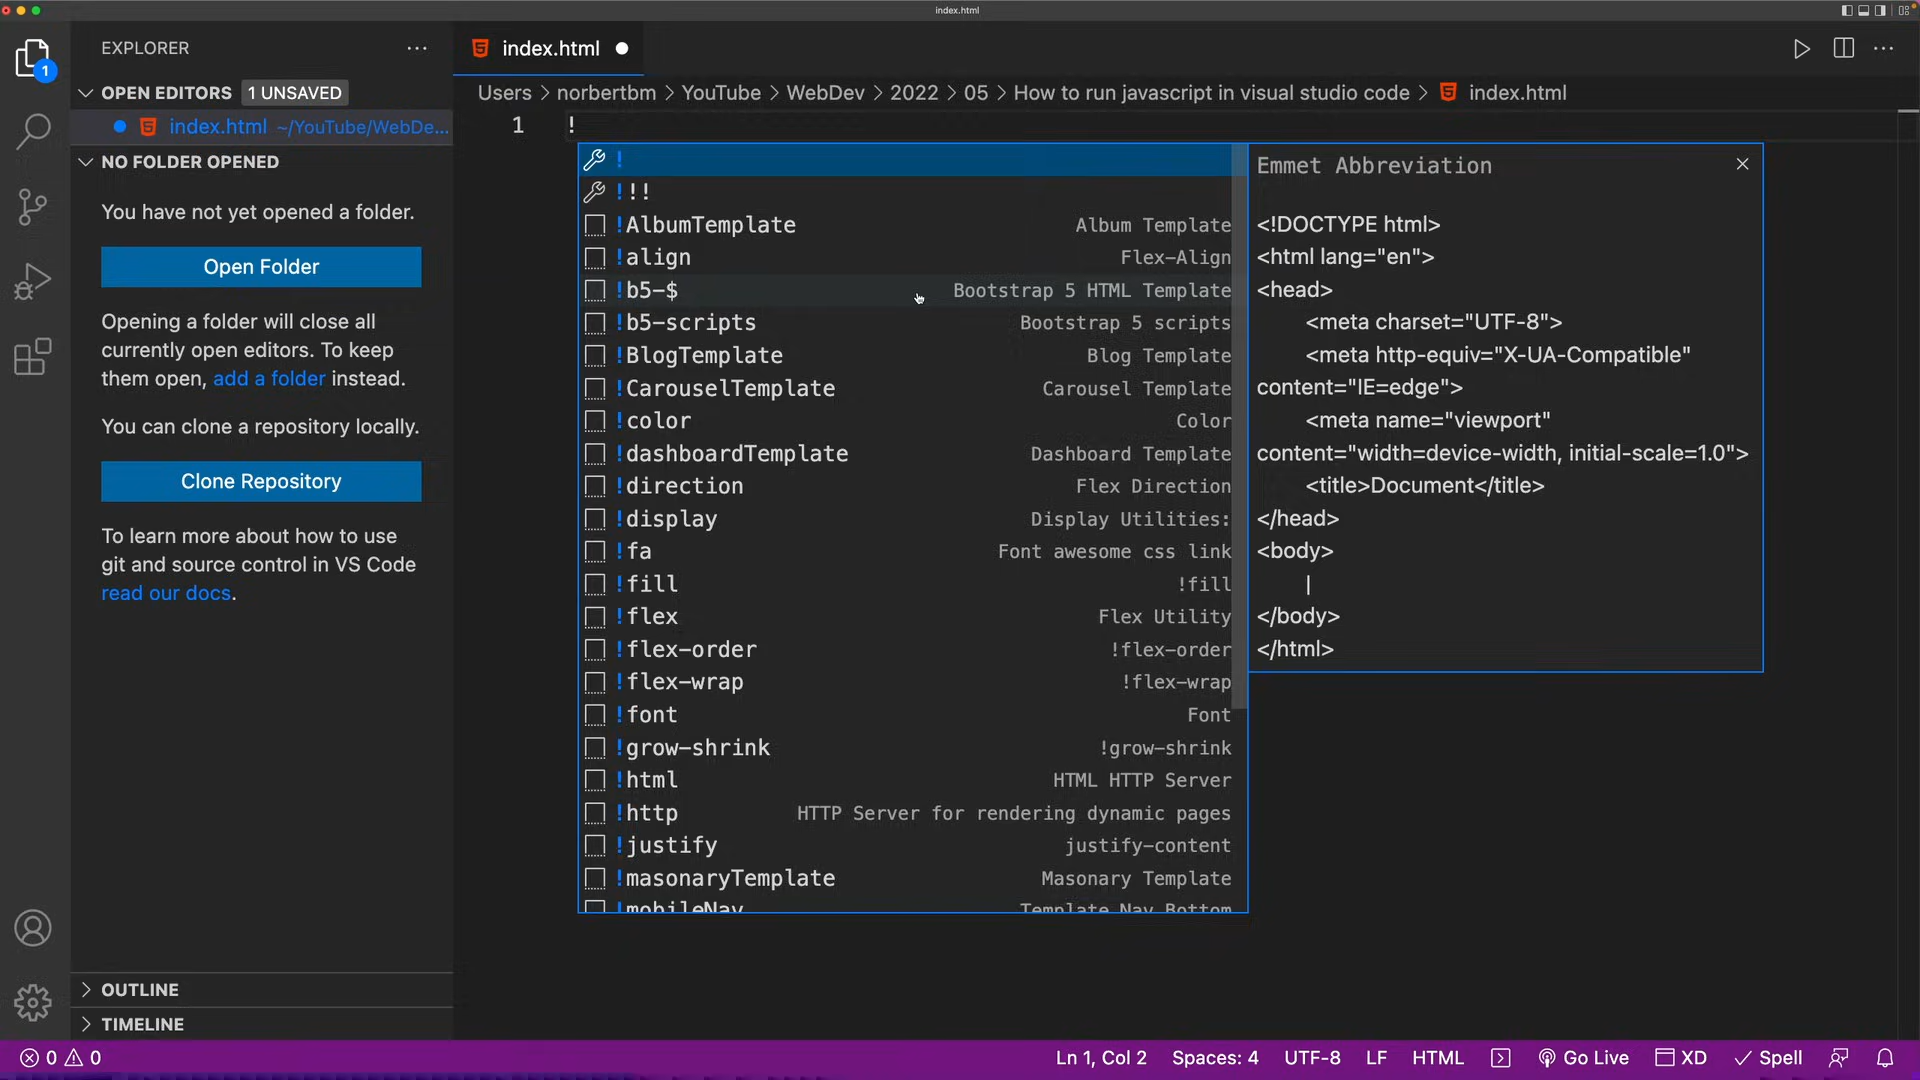 index.html
EXPLORER
index.html
OPEN EDITORS 1 UNSAVED
Users > norbertbm > YouTube > WebDev > 2022 > 05 > How to run javascript in visual studio code > index.html
index.html ~/YouTube/WebDe...
1 !
NO FOLDER OPENED
You have not yet opened a folder.
Open Folder
Opening a folder will close all
currently open editors. To keep
them open, add a folder instead.
You can clone a repository locally.
Clone Repository
To learn more about how to use
git and source control in VS Code
read our docs.
OUTLINE
TIMELINE
!
!!!
!AlbumTemplate Album Template
!align Flex-Align
!b5-$ Bootstrap 5 HTML Template
!b5-scripts Bootstrap 5 scripts
!BlogTemplate Blog Template
!CarouselTemplate Carousel Template
!color Color
!dashboardTemplate Dashboard Template
!direction Flex Direction
!display Display Utilities:
!fa Font awesome css link
!fill !fill
!flex Flex Utility
!flex-order !flex-order
!flex-wrap !flex-wrap
!font Font
!grow-shrink !grow-shrink
!html HTML HTTP Server
!http HTTP Server for rendering dynamic pages
!justify justify-content
!masonaryTemplate Masonary Template
!mobileNav Template Nav Bottom
Emmet Abbreviation
<!DOCTYPE html>
<html lang="en">
<head>
<meta charset="UTF-8">
<meta http-equiv="X-UA-Compatible"
content="IE=edge">
<meta name="viewport"
content="width=device-width, initial-scale=1.0">
<title>Document</title>
</head>
<body>
|
</body>
</html>
0 0 Ln 1, Col 2 Spaces: 4 UTF-8 LF HTML Go Live XD Spell
1